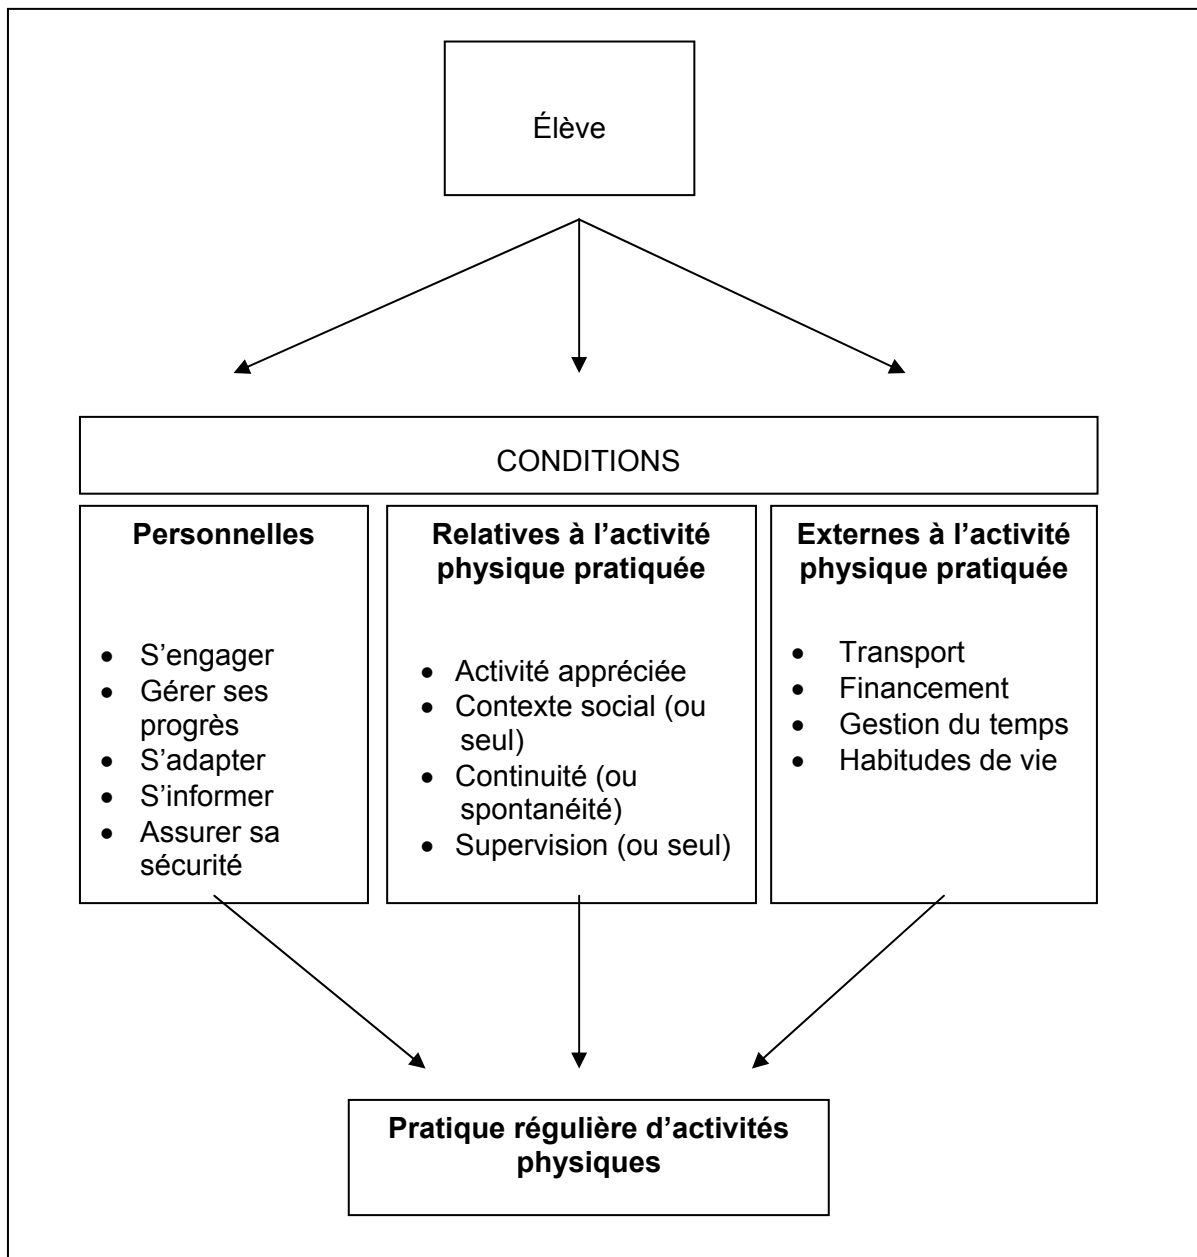 Élève
CONDITIONS
Personnelles
• S’engager
• Gérer ses
progrès
• S’adapter
• S’informer
• Assurer sa
sécurité
Relatives à l’activité
physique pratiquée
• Activité appréciée
• Contexte social (ou
seul)
• Continuité (ou
spontanéité)
• Supervision (ou seul)
Externes à l’activité
physique pratiquée
• Transport
• Financement
• Gestion du temps
• Habitudes de vie
Pratique régulière d’activités
physiques